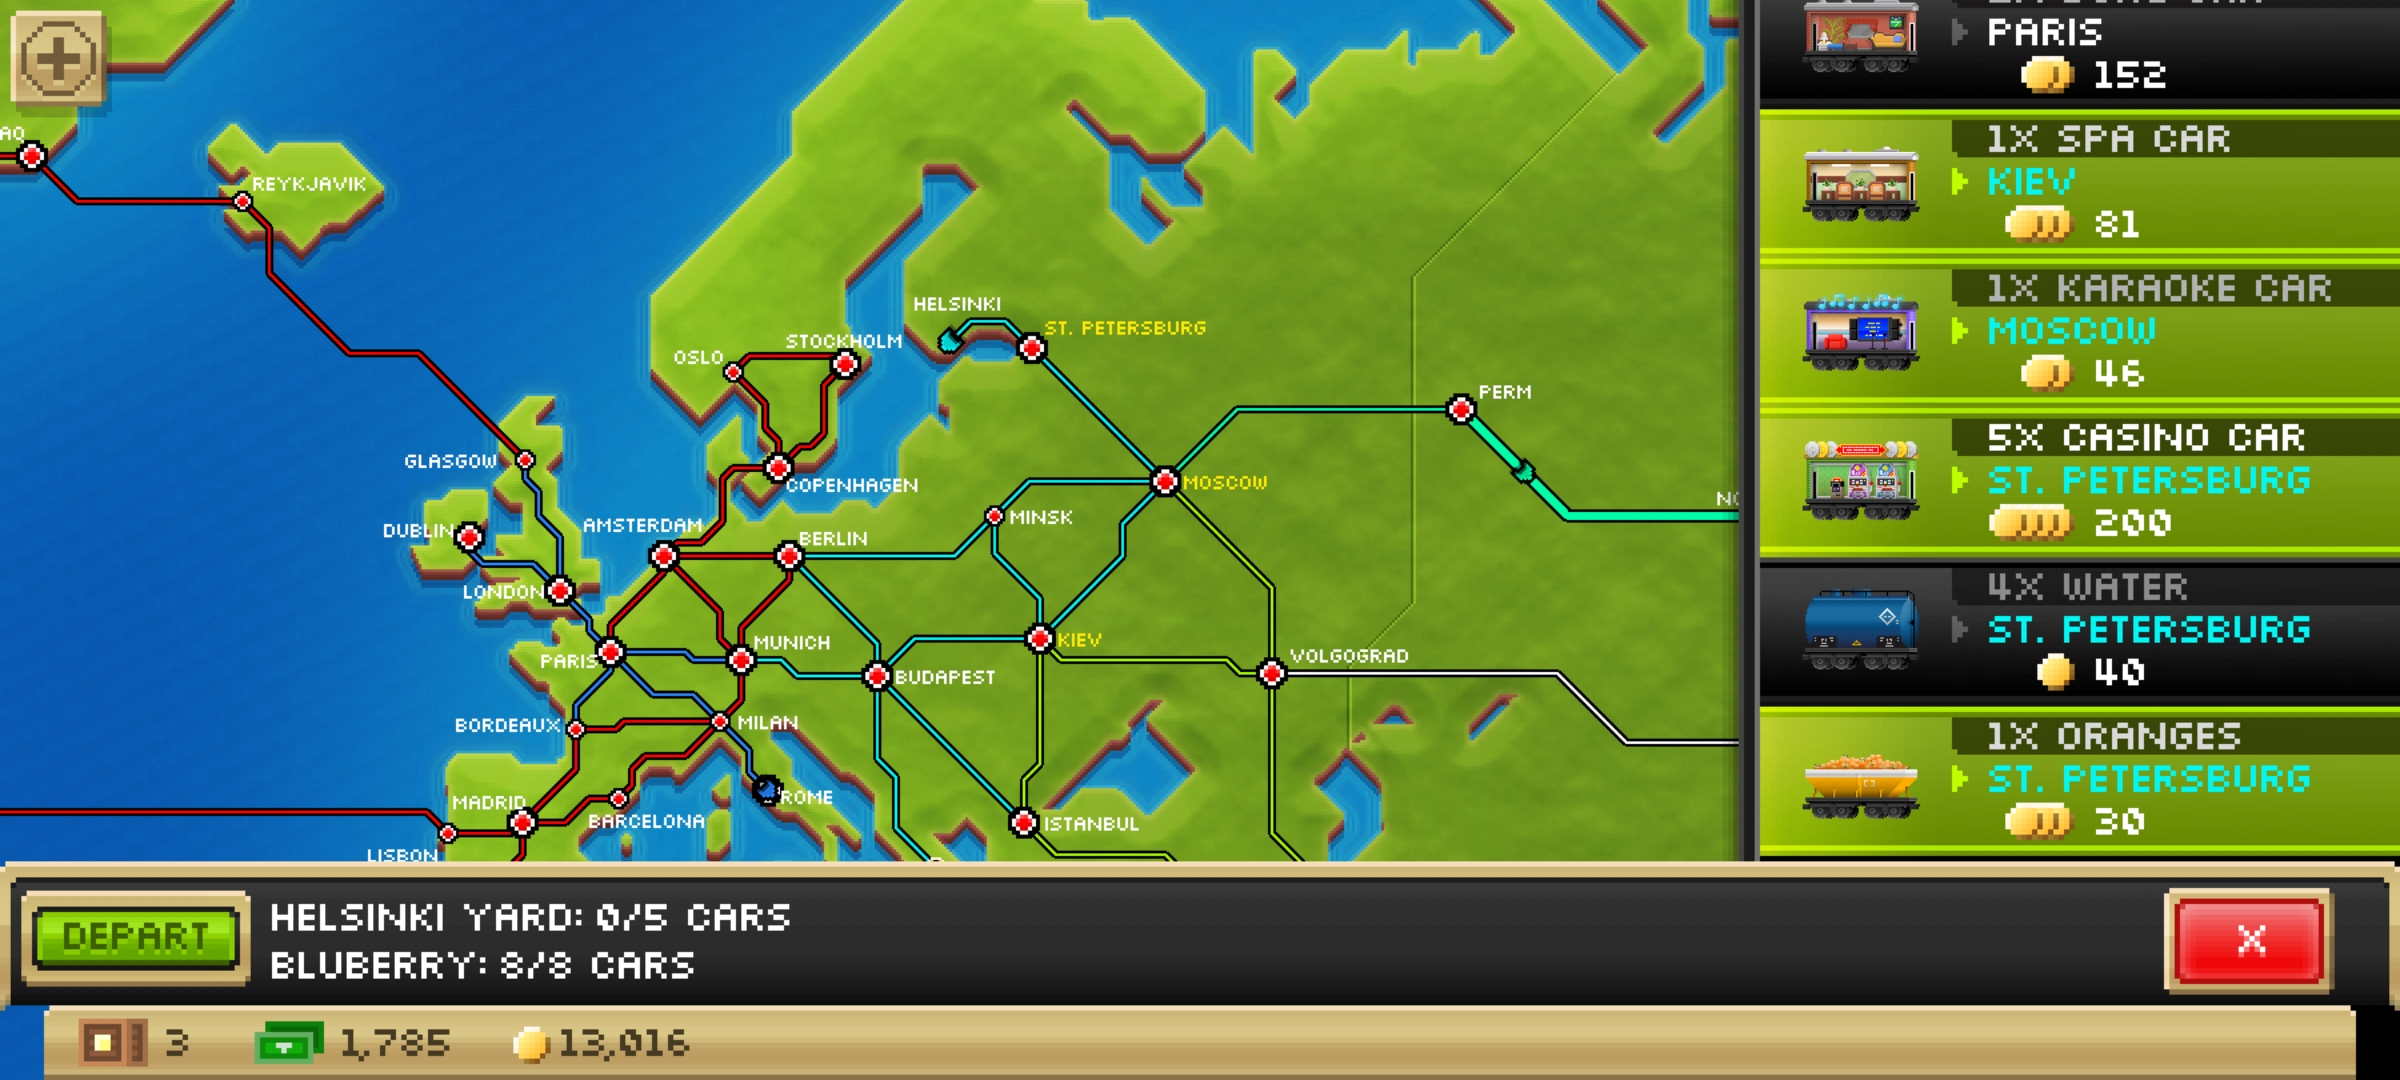 PARIS
152
1X SPA CAR
KIEV
81
1X KARAOKE CAR
MOSCOW
46
5X CASINO CAR
ST. PETERSBURG
200
4X WATER
ST. PETERSBURG
40
1X ORANGES
ST. PETERSBURG
30
REYKJAVIK
HELSINKI
ST. PETERSBURG
STOCKHOLM
OSLO
PERM
GLASGOW
MOSCOW
COPENHAGEN
MINSK
AMSTERDAM
DUBLIN
BERLIN
LONDON
KIEV
MUNICH
VOLGOGRAD
PARIS
BUDAPEST
BORDEAUX
MILAN
ROME
MADRID
BARCELONA
ISTANBUL
LISBON
DEPART
HELSINKI YARD: 0/5 CARS
BLUBERRY: 8/8 CARS
X
3
1,785
13,016